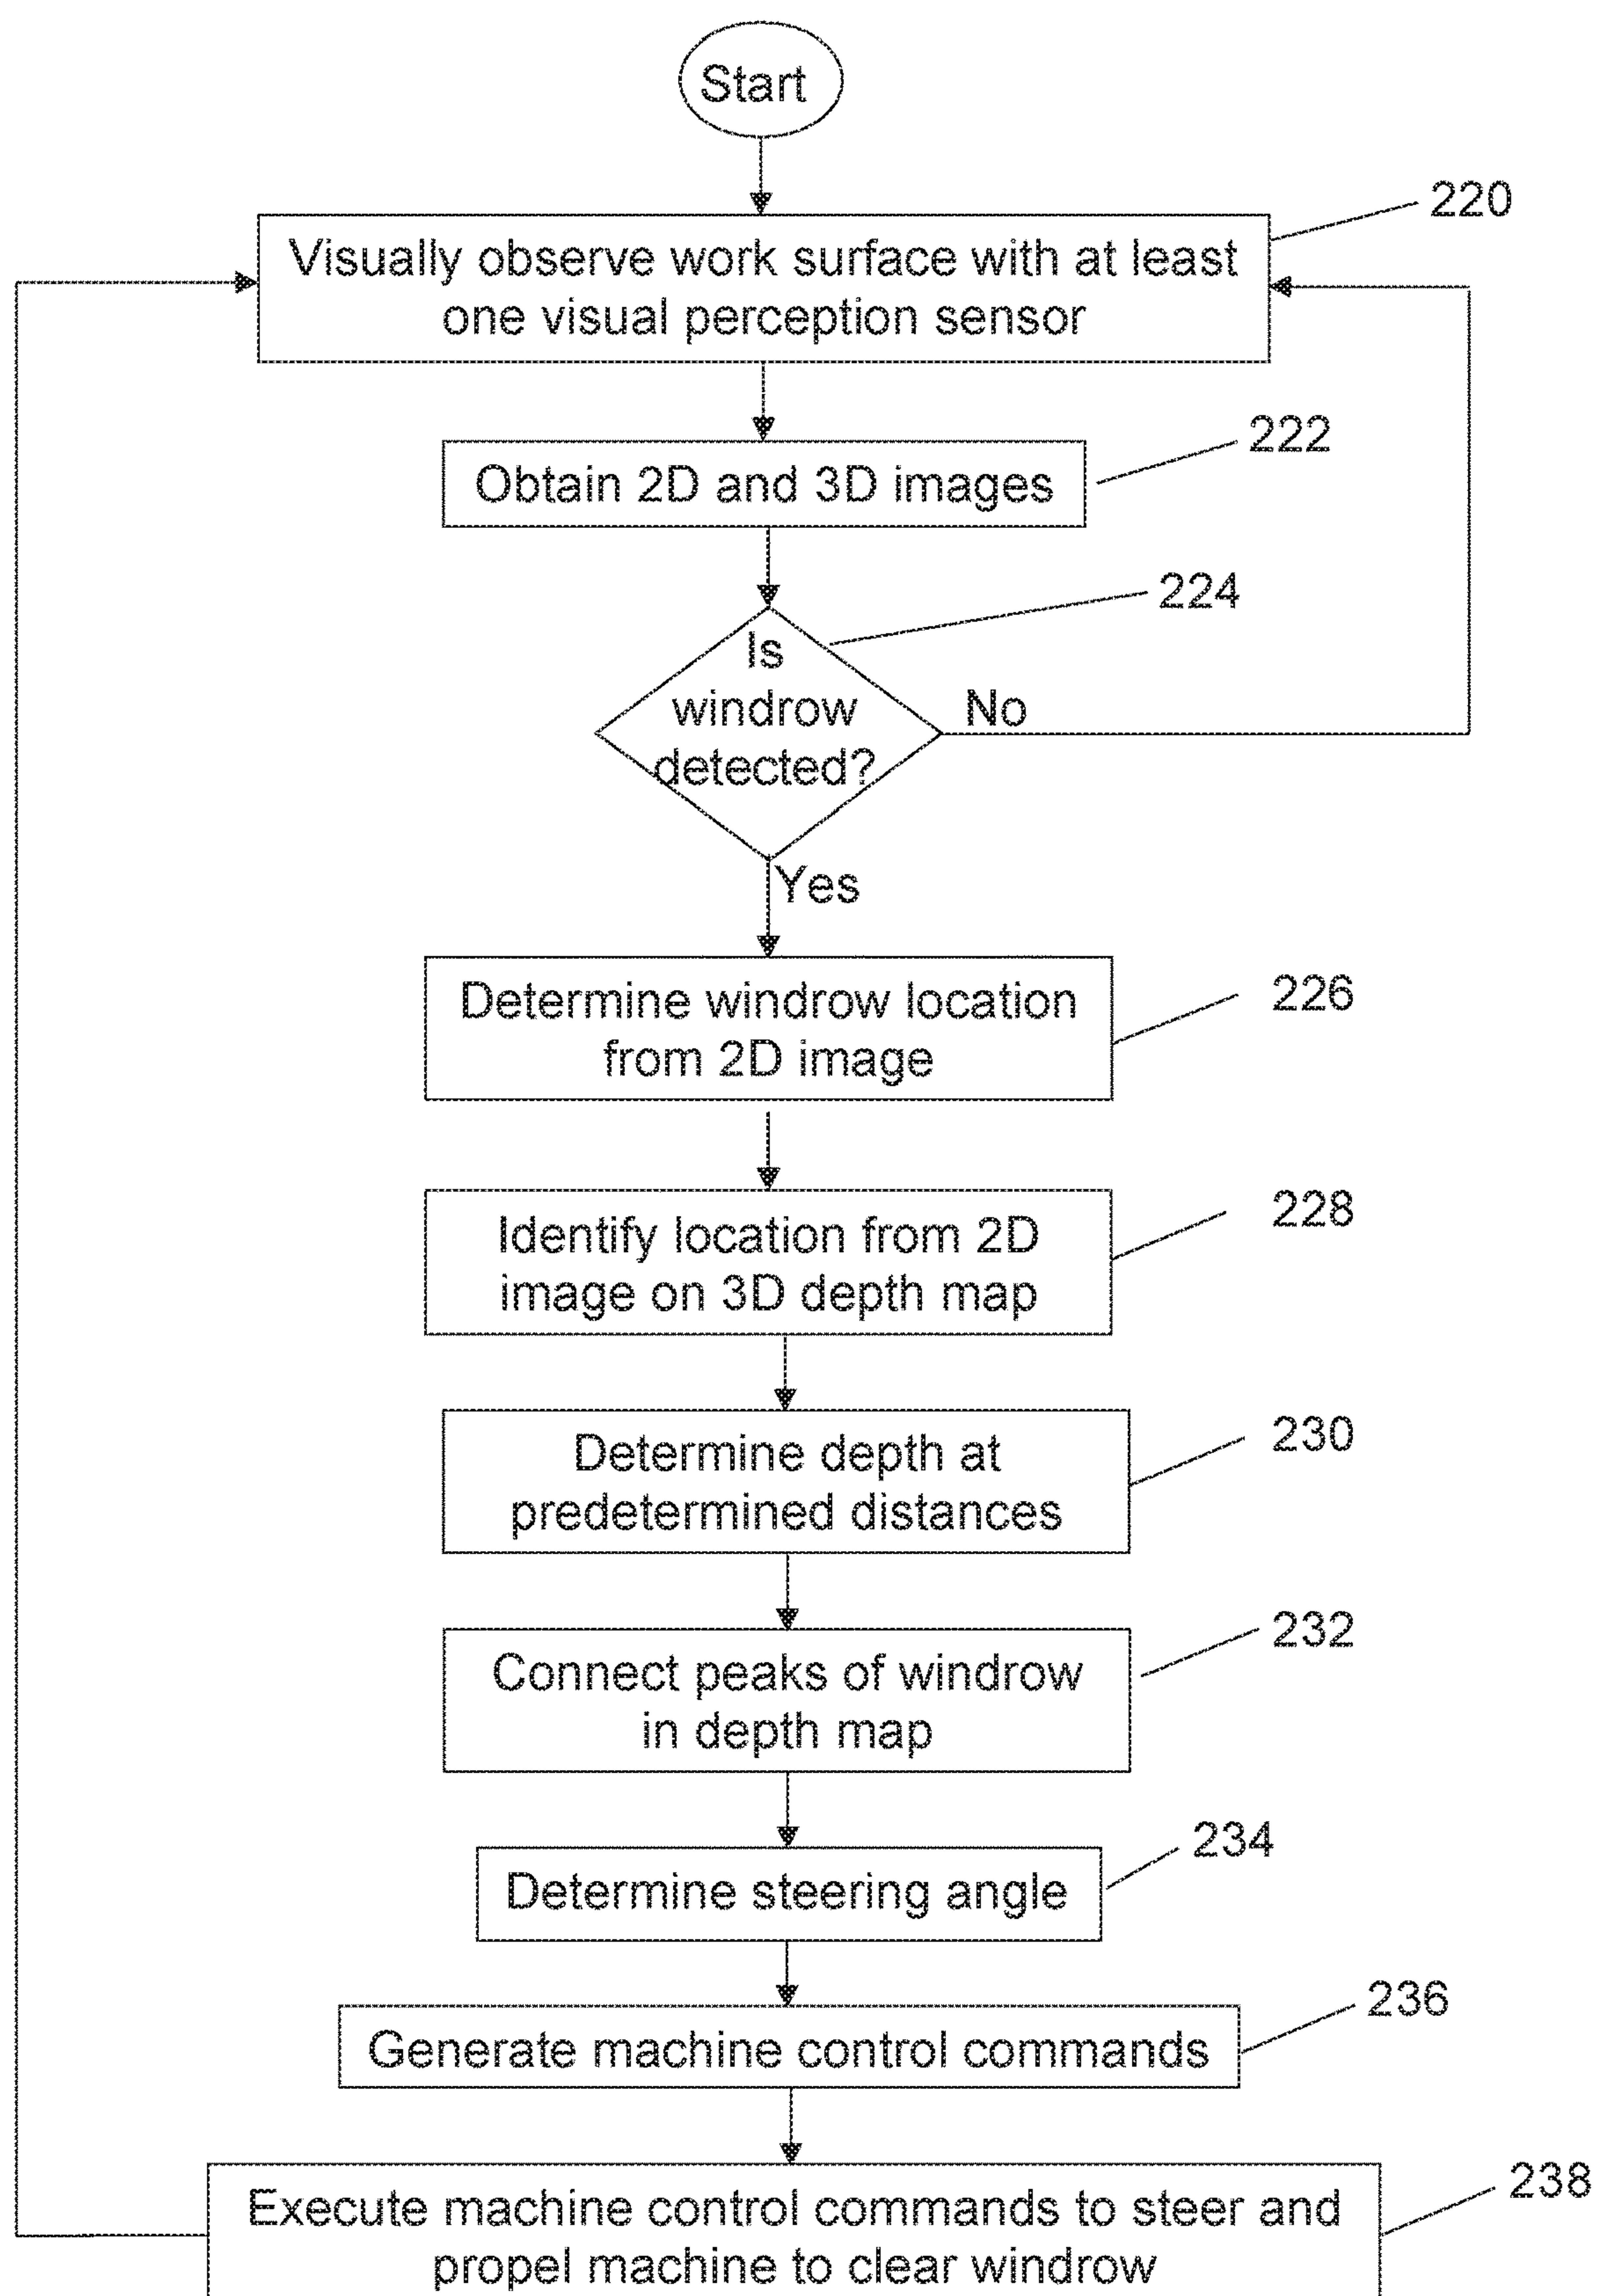 Start
220
Visually observe work surface with at least
one visual perception sensor
222
Obtain 2D and 3D images
224
Is
windrow
detected?
No
Yes
226
Determine windrow location
from 2D image
228
Identify location from 2D
image on 3D depth map
230
Determine depth at
predetermined distances
232
Connect peaks of windrow
in depth map
234
Determine steering angle
236
Generate machine control commands
238
Execute machine control commands to steer and
propel machine to clear windrow